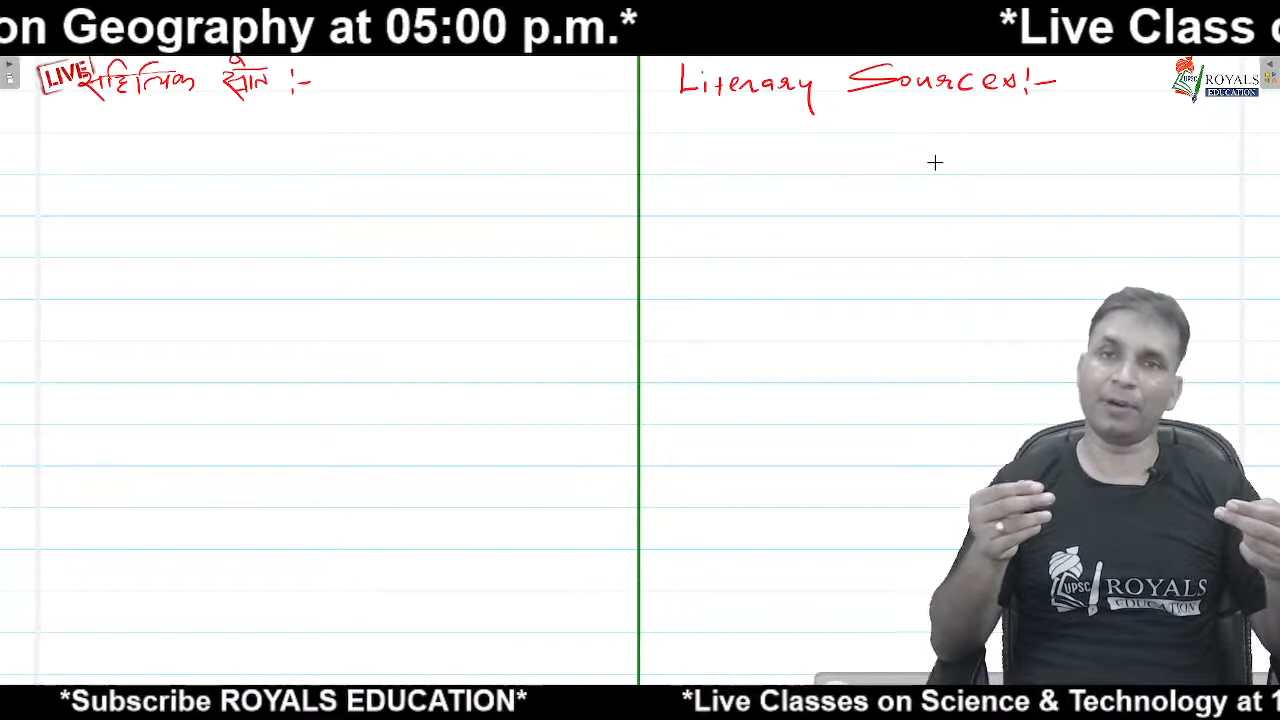 on Geography at 05:00 p.m.* *Live Class
LIVE
साहित्यिक स्रोत :-
Literary Sources:-
UPSC ROYALS
EDUCATION
UPSC ROYALS
EDUCATION
*Subscribe ROYALS EDUCATION* *Live Classes on Science & Technology at